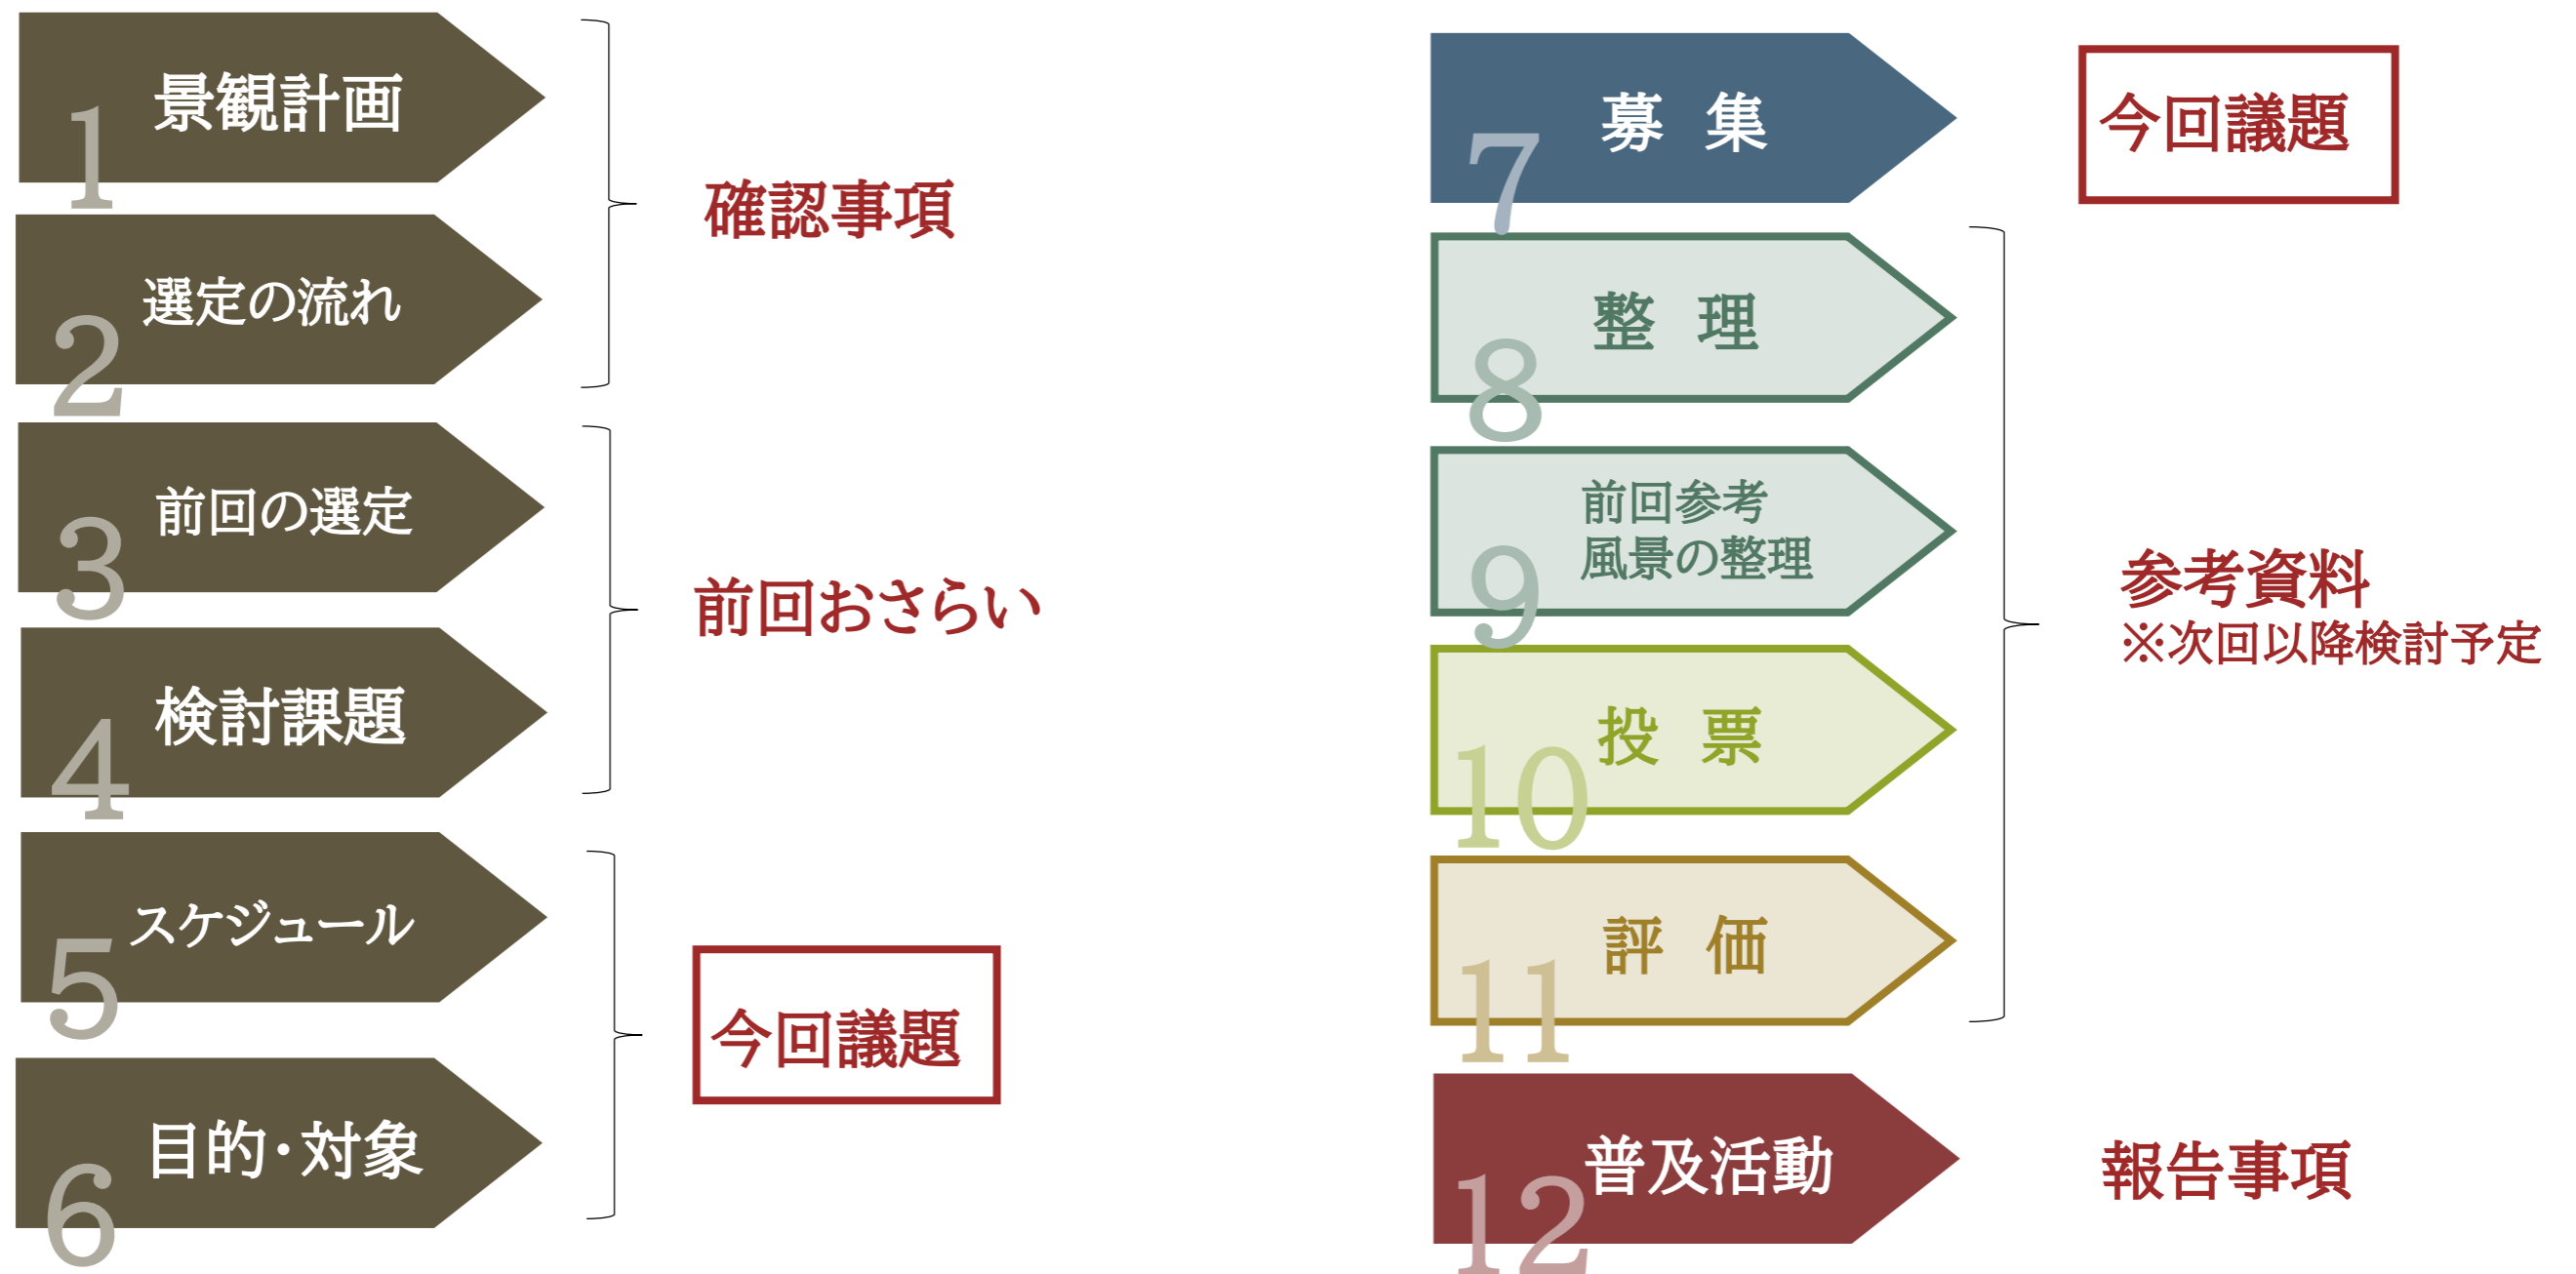 1 景観計画
2 選定の流れ
確認事項
3 前回の選定
4 検討課題
前回おさらい
5 スケジュール
6 目的・対象
今回議題
7 募 集
今回議題
8 整 理
9 前回参考
風景の整理
10 投 票
11 評 価
参考資料
※次回以降検討予定
12 普及活動
報告事項